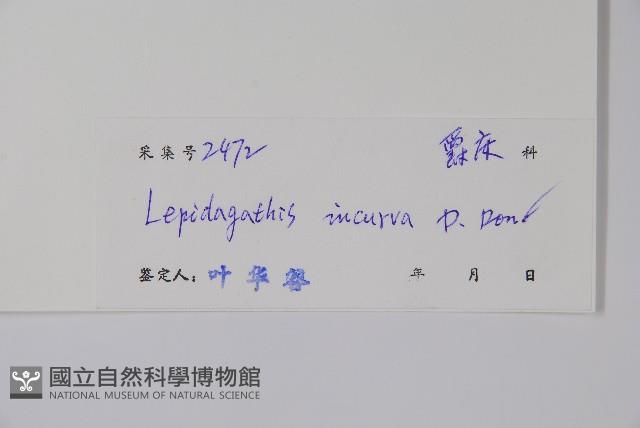 采集号 2472 爵床 科
Lepidagathis incurva D. Don
鉴定人：叶华谷 年 月 日
國立自然科學博物館
NATIONAL MUSEUM OF NATURAL SCIENCE